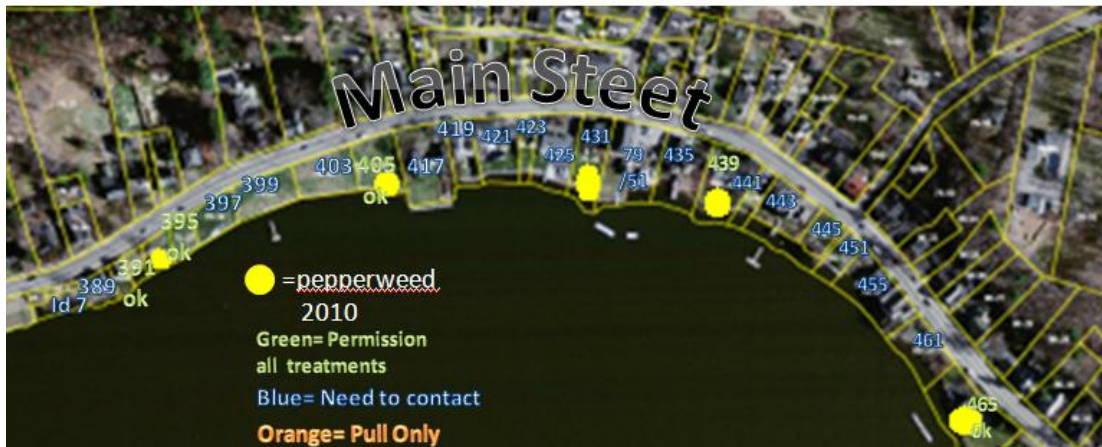 Main Steet
419
421
423
425
431
79
/51
435
439
441
443
445
451
455
461
465
ok
403
405
ok
417
399
397
395
ok
391
ok
389
Id 7
=pepperweed
2010
Green= Permission
all treatments
Blue= Need to contact
Orange= Pull Only